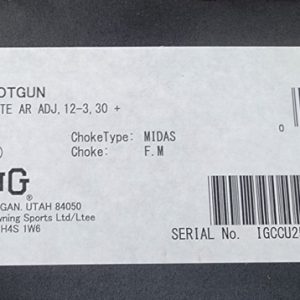 OTGUN
TE AR ADJ,12-3,30 +
ChokeType: MIDAS
) Choke: F.M
G®
GAN. UTAH 84050
wning Sports Ltd/Ltee
H4S 1W6
SERIAL No. IGCCU2